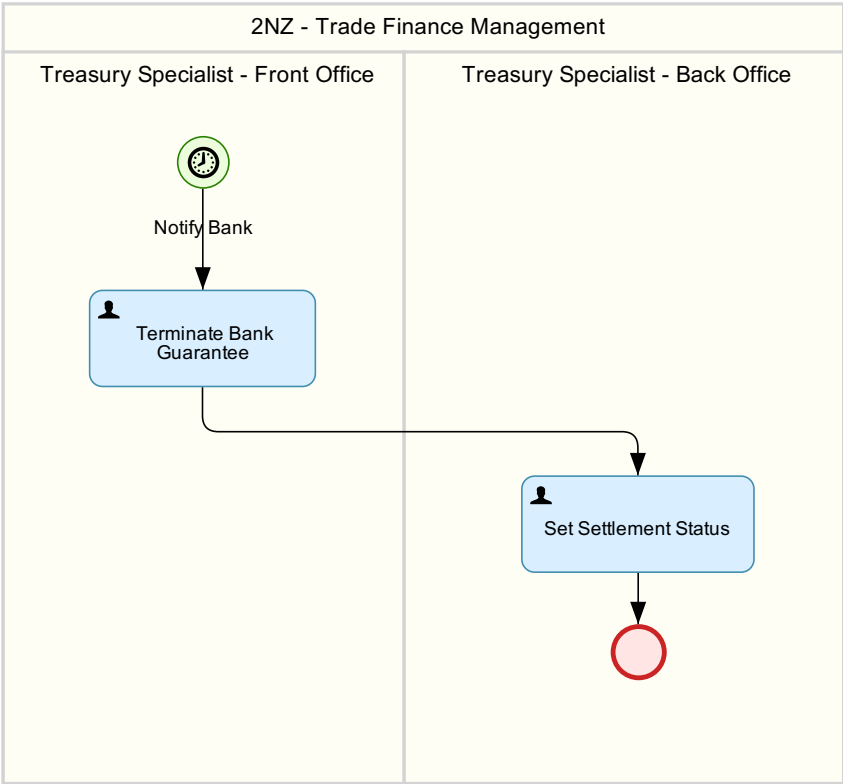 2NZ - Trade Finance Management
Treasury Specialist - Front Office
Treasury Specialist - Back Office
Notify Bank
Terminate Bank
Guarantee
Set Settlement Status